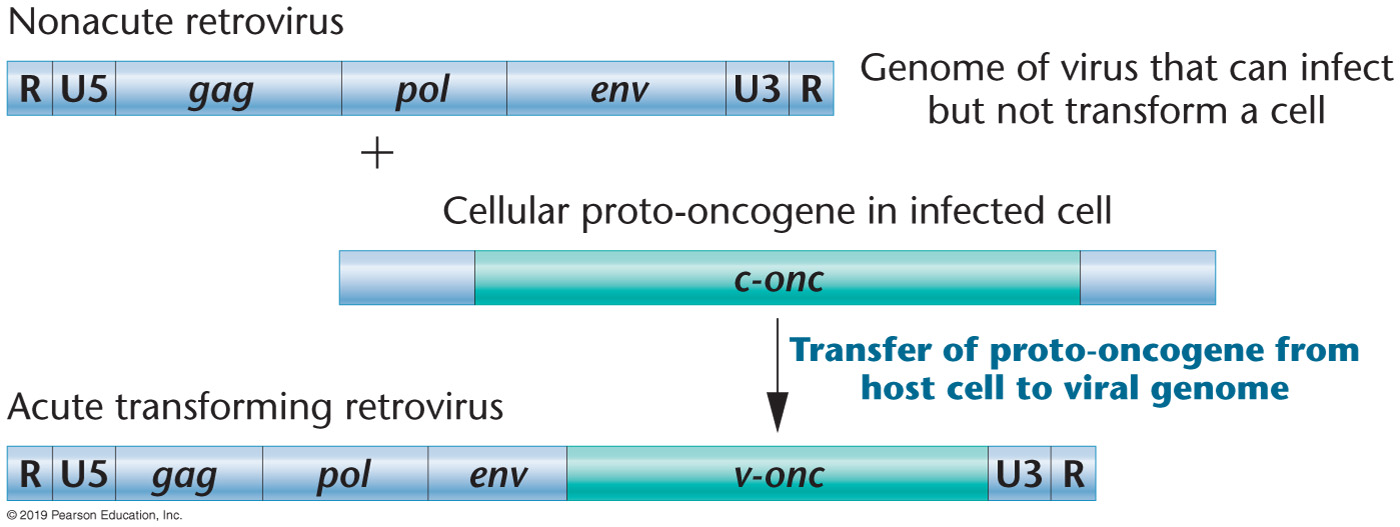 Nonacute retrovirus
R U5 gag pol env U3 R
Genome of virus that can infect
but not transform a cell
+
Cellular proto-oncogene in infected cell
c-onc
Transfer of proto-oncogene from
host cell to viral genome
Acute transforming retrovirus
R U5 gag pol env v-onc U3 R
© 2019 Pearson Education, Inc.